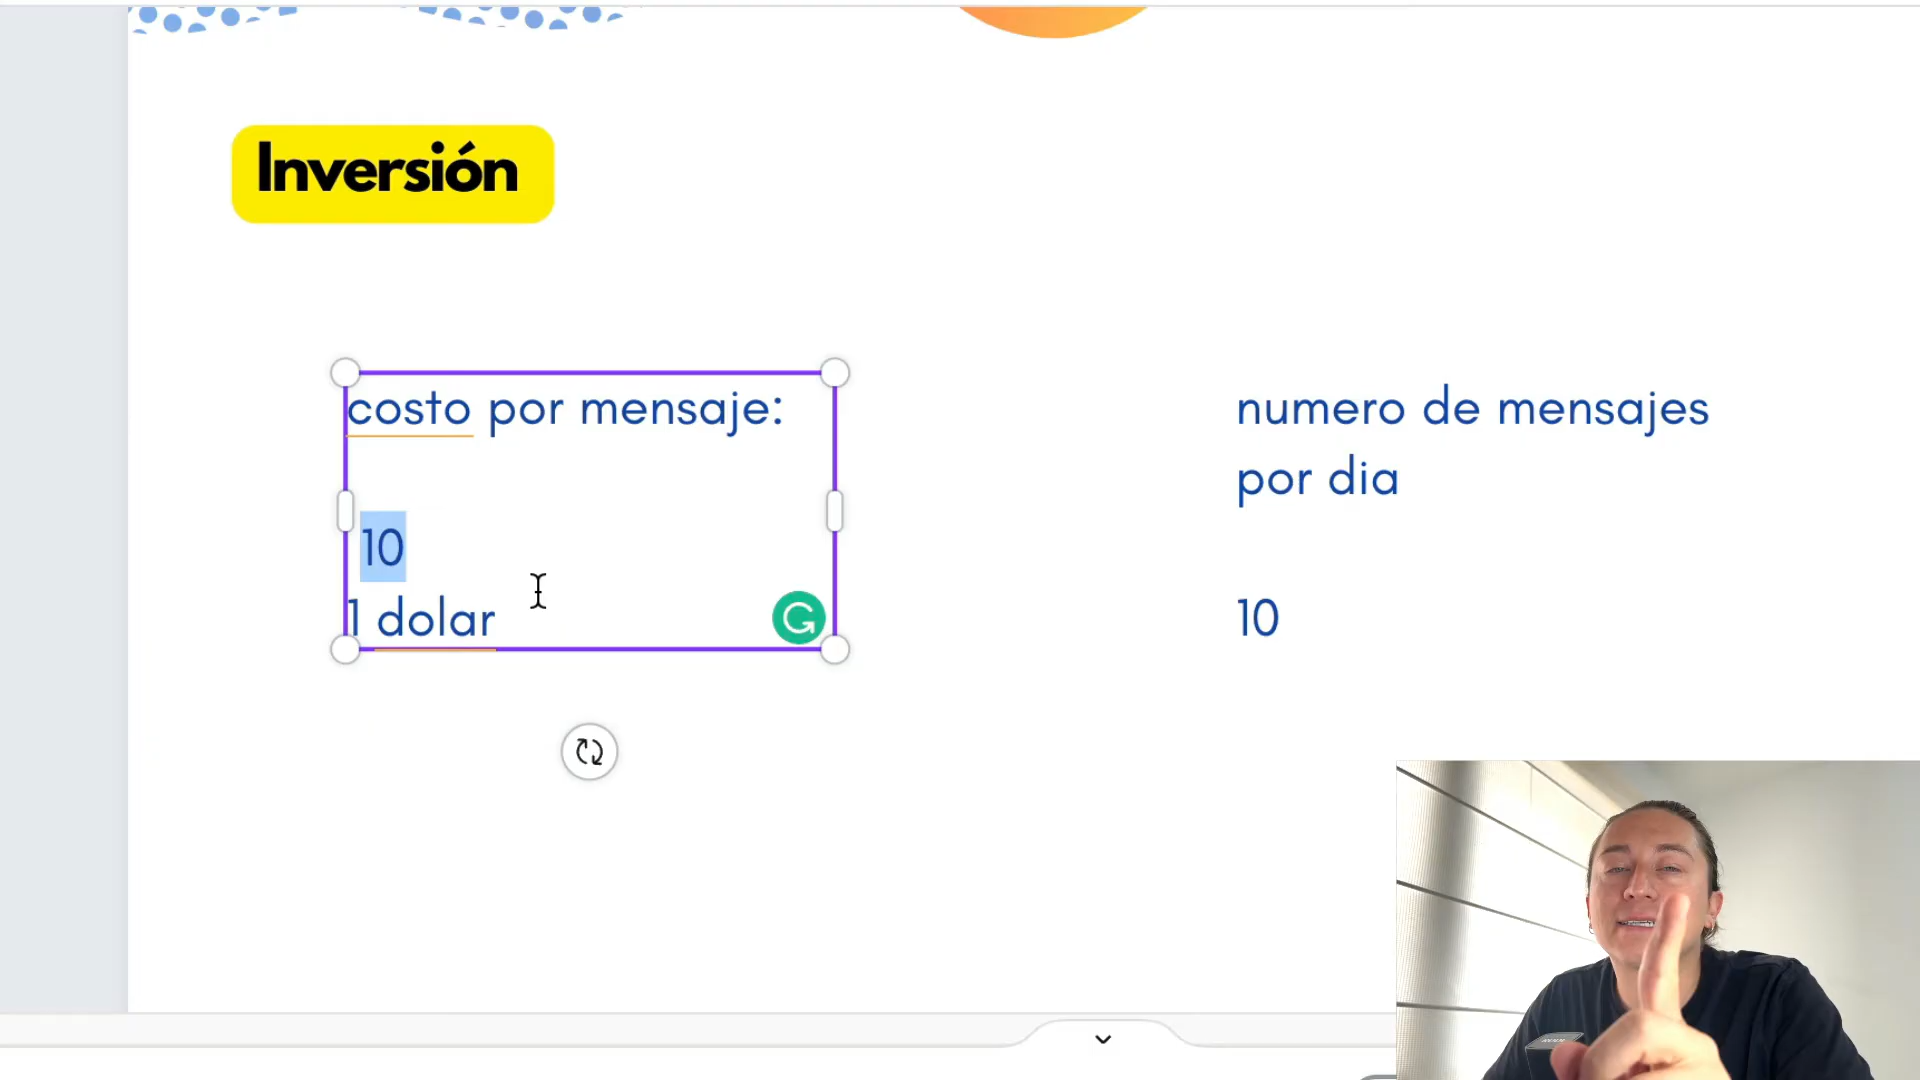 Inversión
costo por mensaje:
10
1 dolar
numero de mensajes
por dia
10